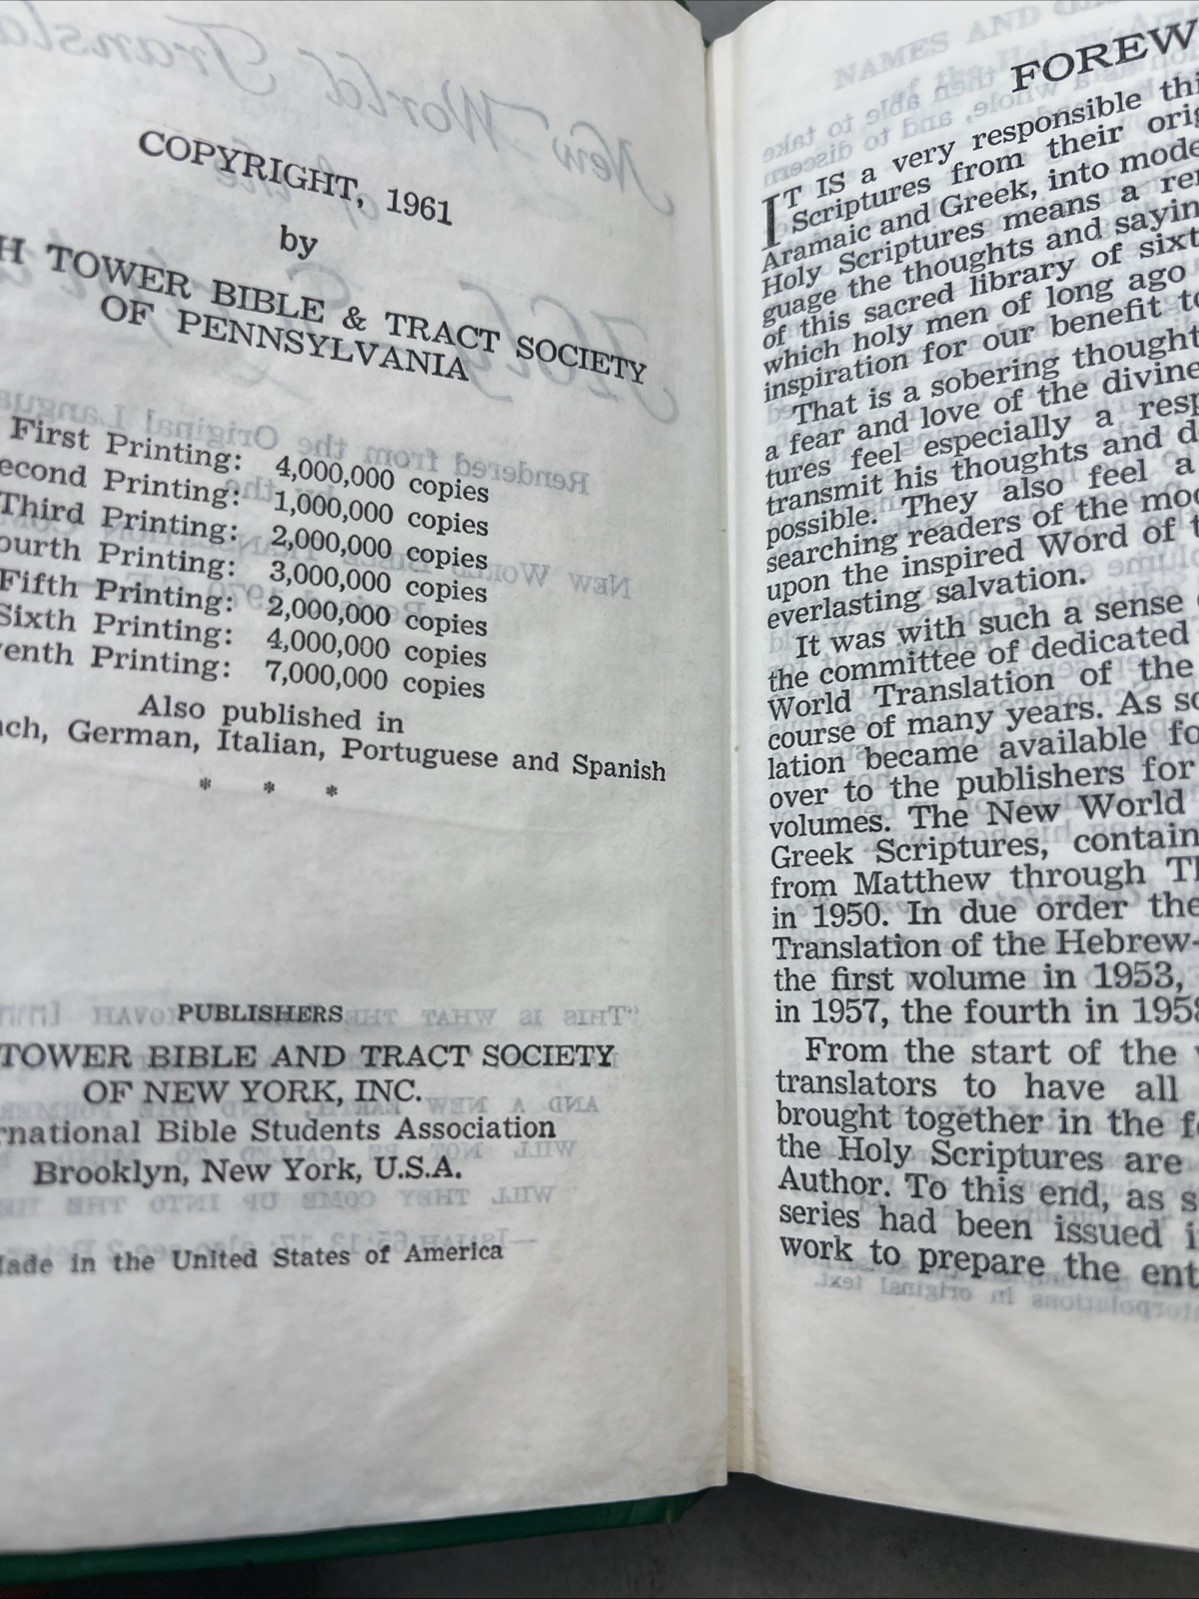 COPYRIGHT, 1961
by
H TOWER BIBLE & TRACT SOCIETY
OF PENNSYLVANIA
First Printing: 4,000,000 copies
econd Printing: 1,000,000 copies
Third Printing: 2,000,000 copies
ourth Printing: 3,000,000 copies
Fifth Printing: 2,000,000 copies
Sixth Printing: 4,000,000 copies
enth Printing: 7,000,000 copies
Also published in
ch, German, Italian, Portuguese and Spanish
* * *
PUBLISHERS
TOWER BIBLE AND TRACT SOCIETY
OF NEW YORK, INC.
rnational Bible Students Association
Brooklyn, New York, U.S.A.
ade in the United States of America
FOREW
IT IS a very responsible thi
Scriptures from their orig
Aramaic and Greek, into mode
Holy Scriptures means a re
guage the thoughts and sayin
of this sacred library of sixt
which holy men of long ago
inspiration for our benefit to
That is a sobering thought
a fear and love of the divine
tures feel especially a resp
transmit his thoughts and d
possible. They also feel a
searching readers of the mod
upon the inspired Word of t
everlasting salvation.
It was with such a sense
the committee of dedicated
World Translation of the
course of many years. As so
lation became available fo
over to the publishers for
volumes. The New World
Greek Scriptures, contain
from Matthew through Th
in 1950. In due order the
Translation of the Hebrew-
the first volume in 1953,
in 1957, the fourth in 1958
From the start of the
translators to have all
brought together in the f
the Holy Scriptures are
Author. To this end, as s
series had been issued i
work to prepare the ent